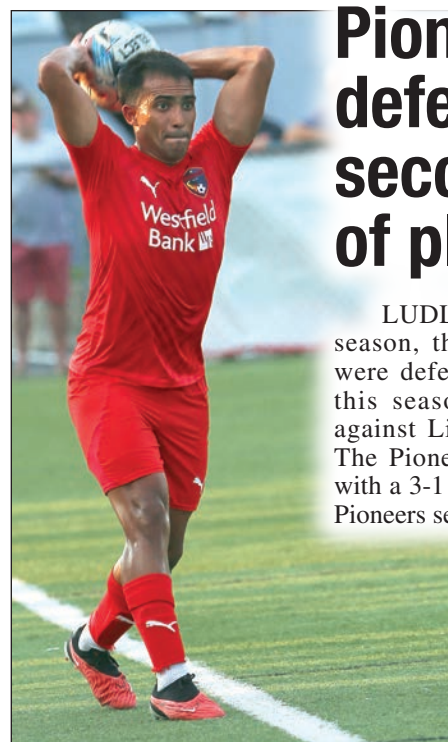 Pion
defe
seco
of pl
LUDL
season, th
were defe
this seaso
against Li
The Pione
with a 3-1
Pioneers se
Westfield
Bank